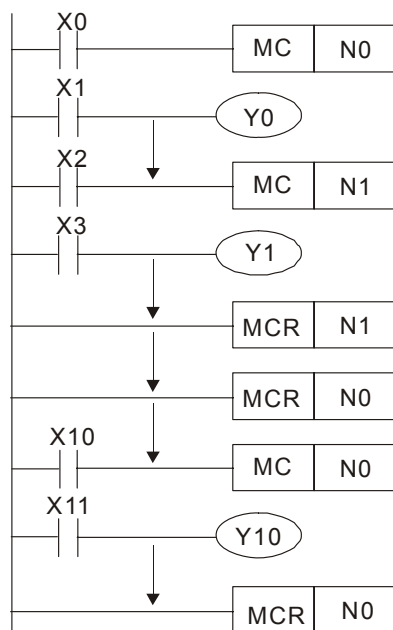 X0
MC N0
X1
Y0
X2
MC N1
X3
Y1
MCR N1
MCR N0
X10
MC N0
X11
Y10
MCR N0